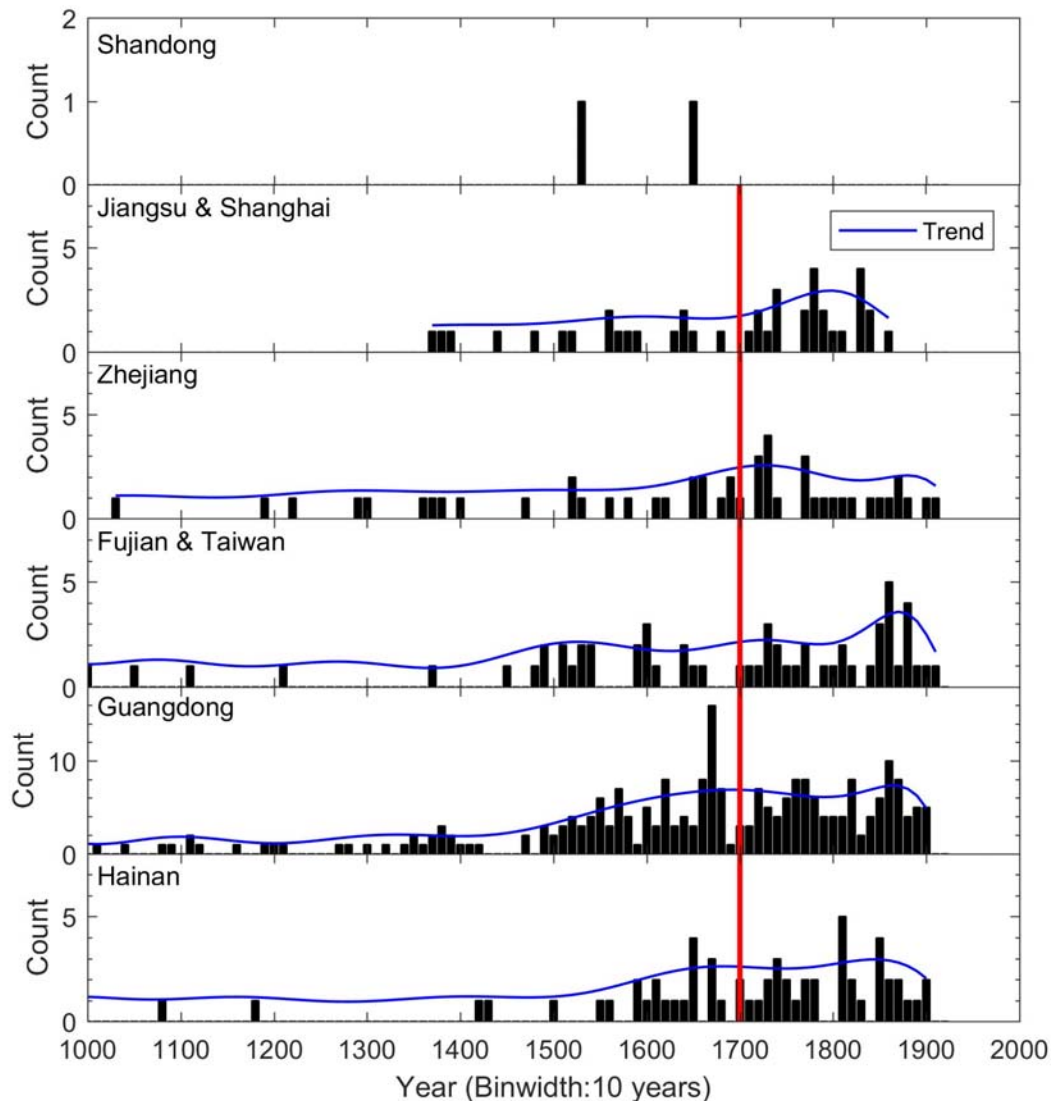 Shandong
Count
2
1
0
Jiangsu & Shanghai
Trend
Count
5
0
Zhejiang
Count
5
0
Fujian & Taiwan
Count
5
0
Guangdong
Count
10
0
Hainan
Count
5
0
1000 1100 1200 1300 1400 1500 1600 1700 1800 1900 2000
Year (Binwidth:10 years)